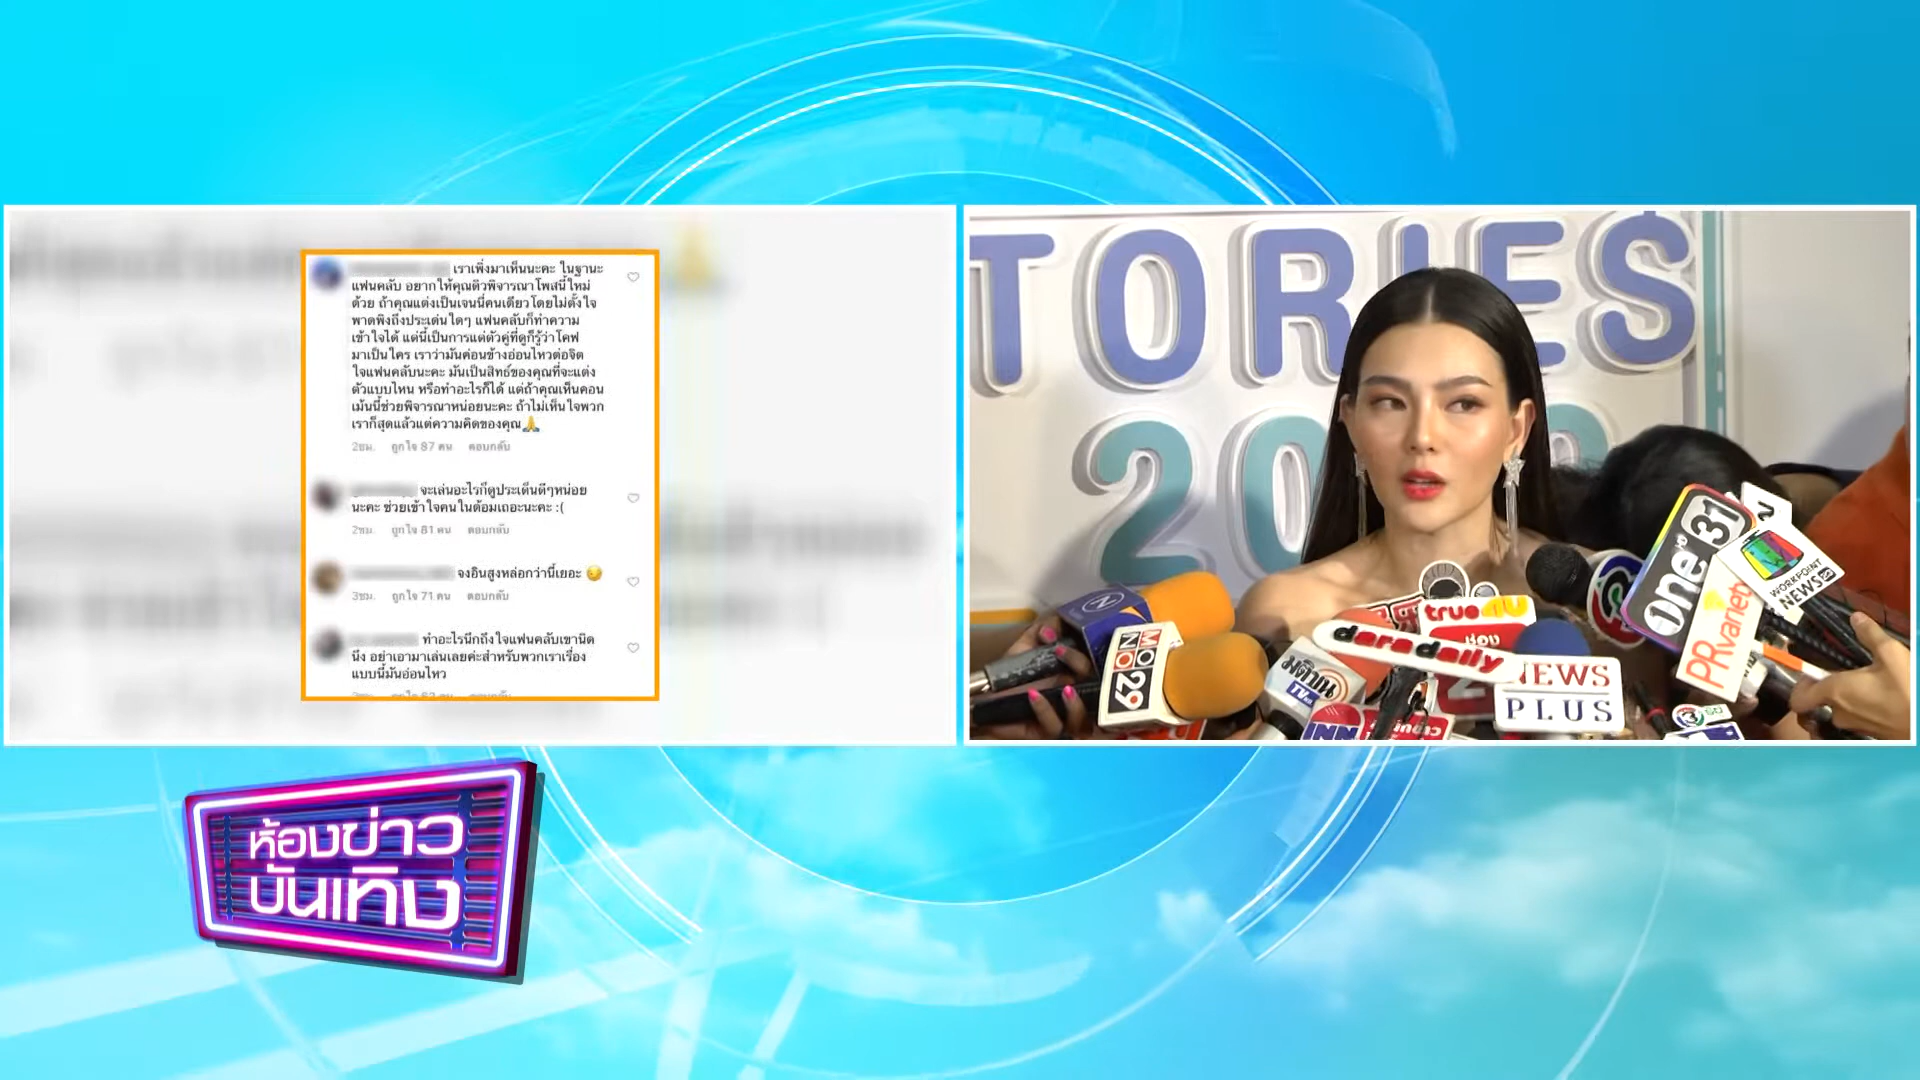 เราเพิ่งมาเห็นนะคะ ในฐานะ
แฟนคลับ อยากให้คุณติวพิจารณาโพสนี้ใหม่
ด้วย ถ้าคุณแต่งเป็นเจนนี่คนเดียวโดยไม่ตั้งใจ
พาดพิงถึงประเด่นใดๆ แฟนคลับก็ทำความ
เข้าใจได้ แต่นี้เป็นการแต่ตัวคู่ที่ดูก็รู้ว่าโคฟ
มาเป็นใคร เราว่ามันค่อนข้างอ่อนไหวต่อจิต
ใจแฟนคลับนะคะ มันเป็นสิทธ์ของคุณที่จะแต่ง
ตัวแบบไหน หรือทำอะไรก็ได้ แต่ถ้าคุณเห็นคอน
เม้นนี้ช่วยพิจารณาหน่อยนะคะ ถ้าไม่เห็นใจพวก
เราก็สุดแล้วแต่ความคิดของคุณ🙏
2ชม. ถูกใจ 87 คน ตอบกลับ
จะเล่นอะไรก็ดูประเด็นดีๆหน่อย
นะคะ ช่วยเข้าใจคนในด้อมเถอะนะคะ :(
2ชม. ถูกใจ 81 คน ตอบกลับ
จงอินสูงหล่อกว่านี้เยอะ
3ชม. ถูกใจ 71 คน ตอบกลับ
ทำอะไรนึกถึงใจแฟนคลับเขานิด
นึง อย่าเอามาเล่นเลยค่ะสำหรับพวกเราเรื่อง
แบบนี้มันอ่อนไหว
TORIES
20
one 31
WORKPOINT
NEWS
PRvariety
true4U
ช่อง
daradaily
NEWS
PLUS
มติชน
TV
MONO29
INN
ห้องข่าว
บันเทิง